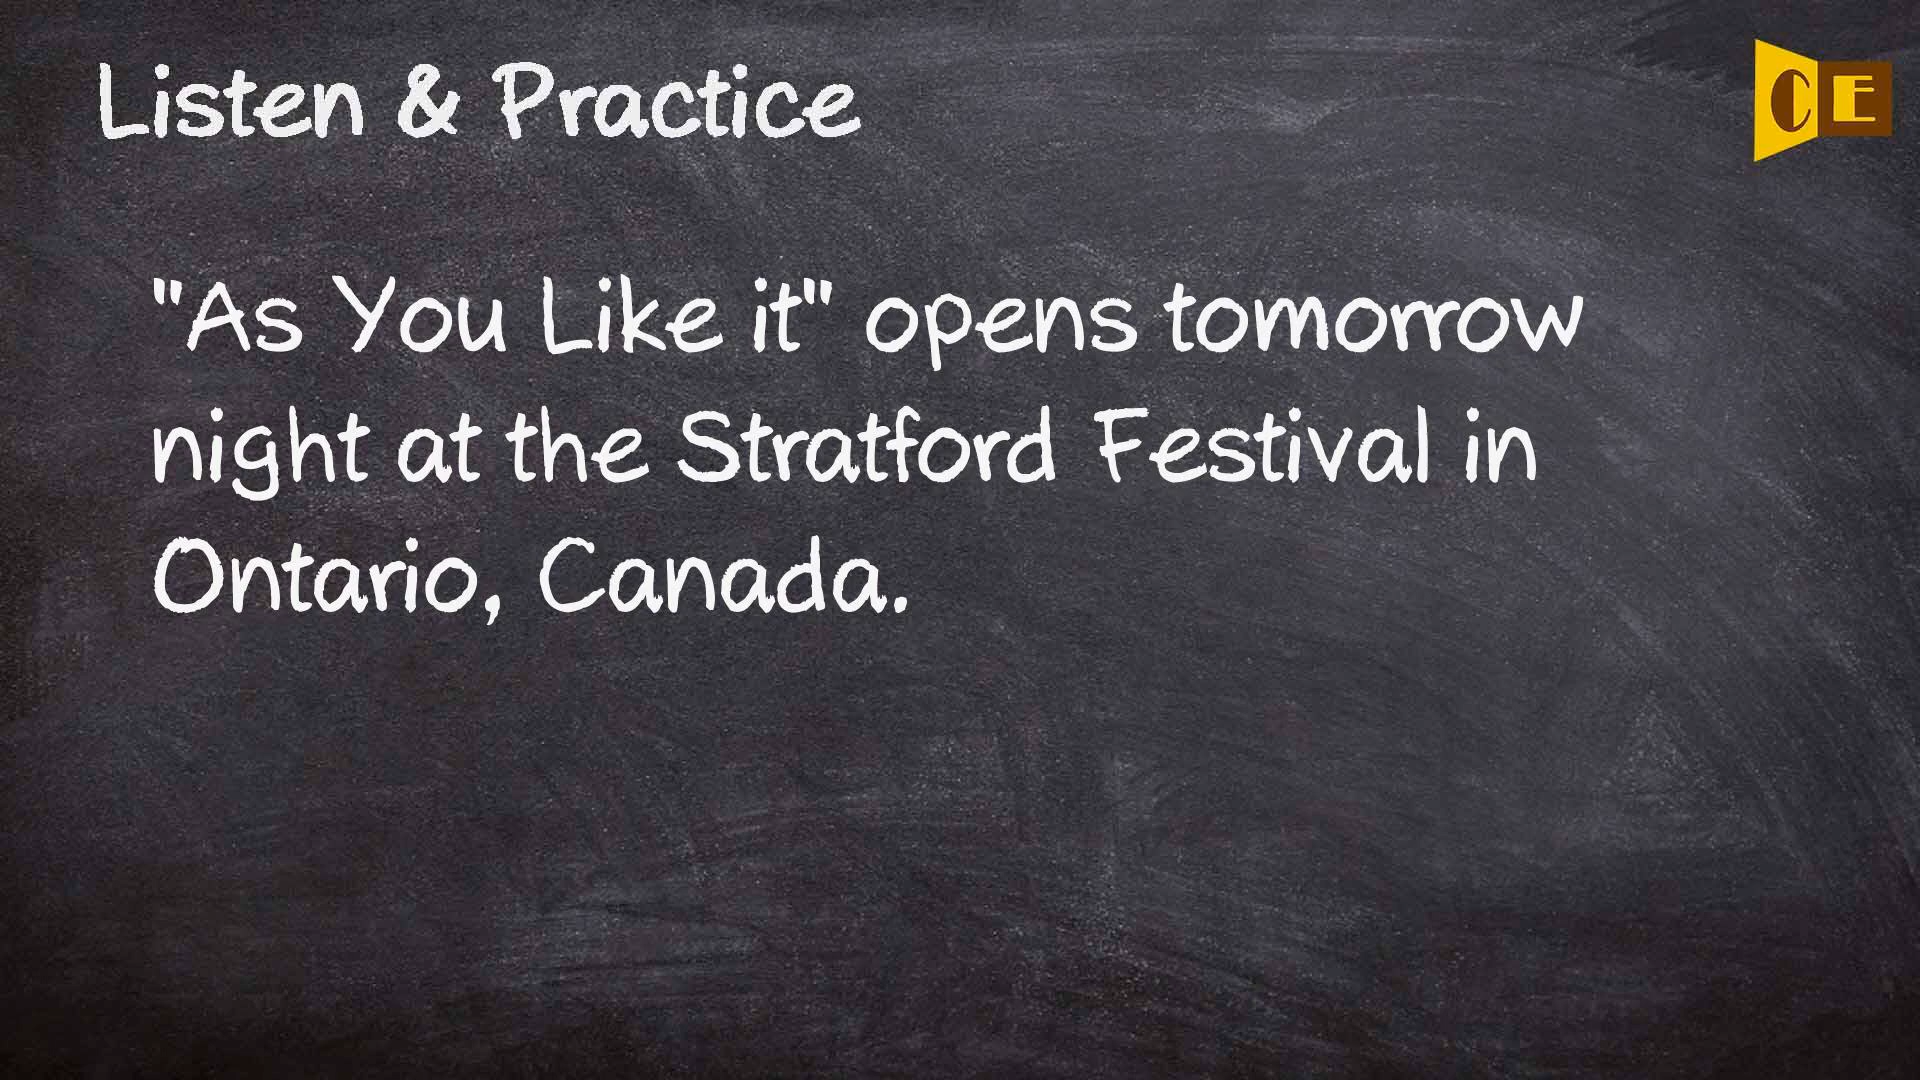 Listen & Practice
CE
"As You Like it" opens tomorrow
night at the Stratford Festival in
Ontario, Canada.